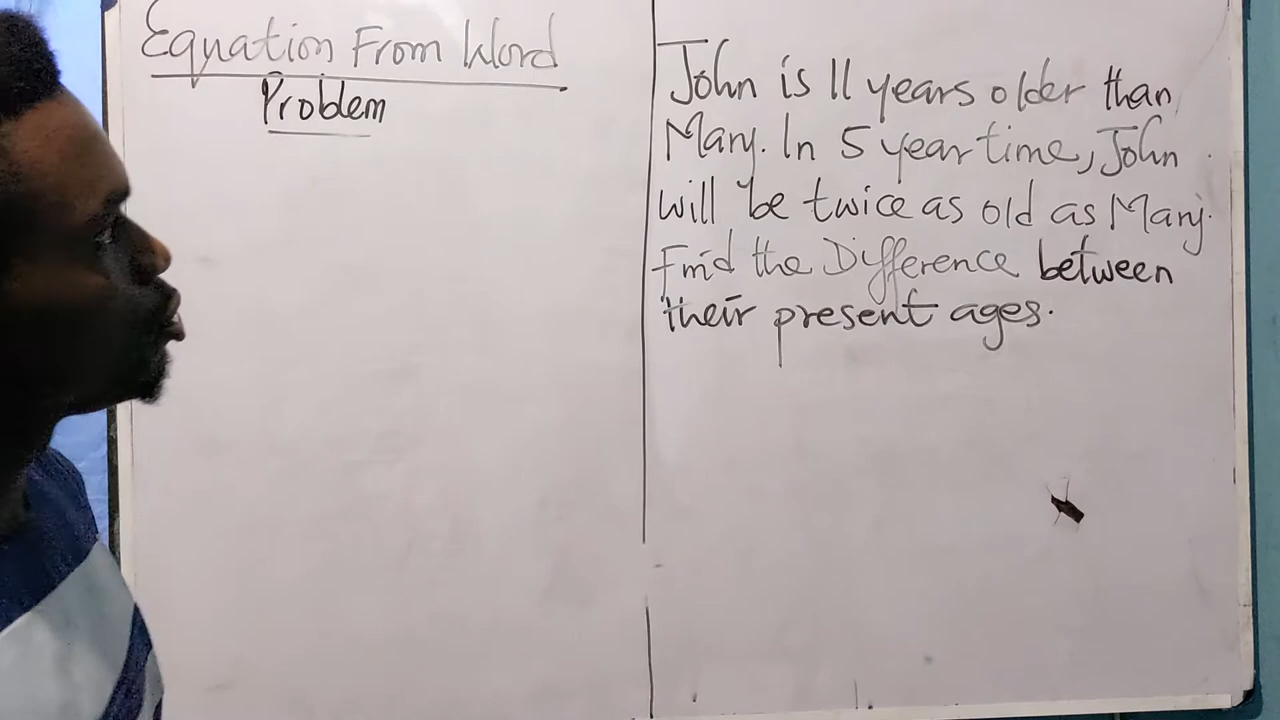 Equation From Word
Problem
John is 11 years older than
Mary. In 5 year time, John
will be twice as old as Mary.
Find the Difference between
their present ages.